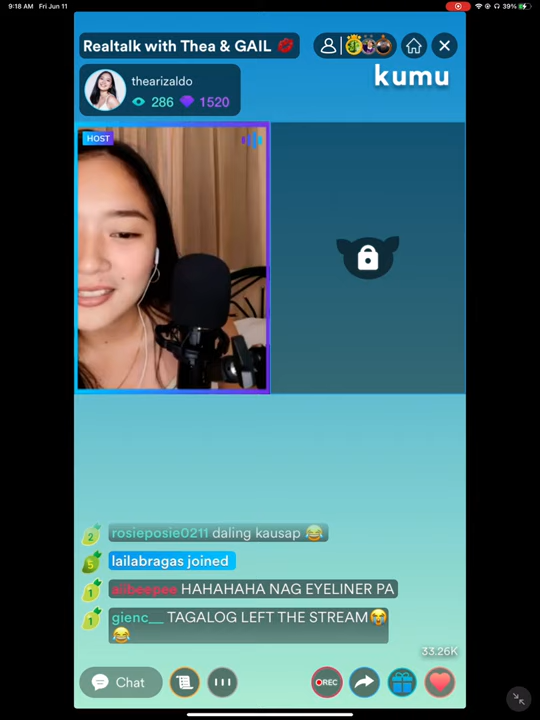 9:18 AM Fri Jun 11
39%
Realtalk with Thea & GAIL 💋
kumu
thearizaldo
286 1520
HOST
2 rosieposie0211 daling kausap 😂
5 lailabragas joined
1 HAHAHAHA NAG EYELINER PA
1 gienc__ TAGALOG LEFT THE STREAM😭
😂
33.26K
Chat
REC